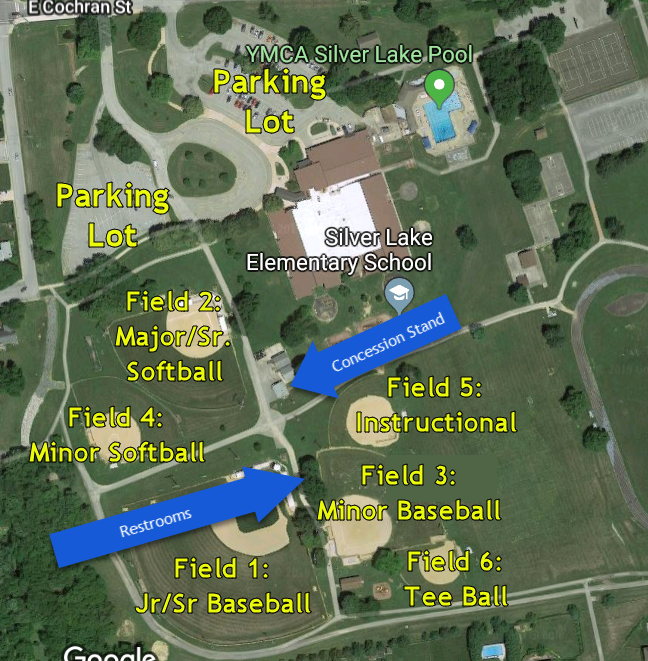 E Cochran St
YMCA Silver Lake Pool
Parking
Lot
Parking
Lot
Silver Lake
Elementary School
Field 2:
Major/Sr.
Softball
Concession Stand
Field 5:
Instructional
Field 4:
Minor Softball
Field 3:
Minor Baseball
Restrooms
Field 1:
Jr/Sr Baseball
Field 6:
Tee Ball
Google